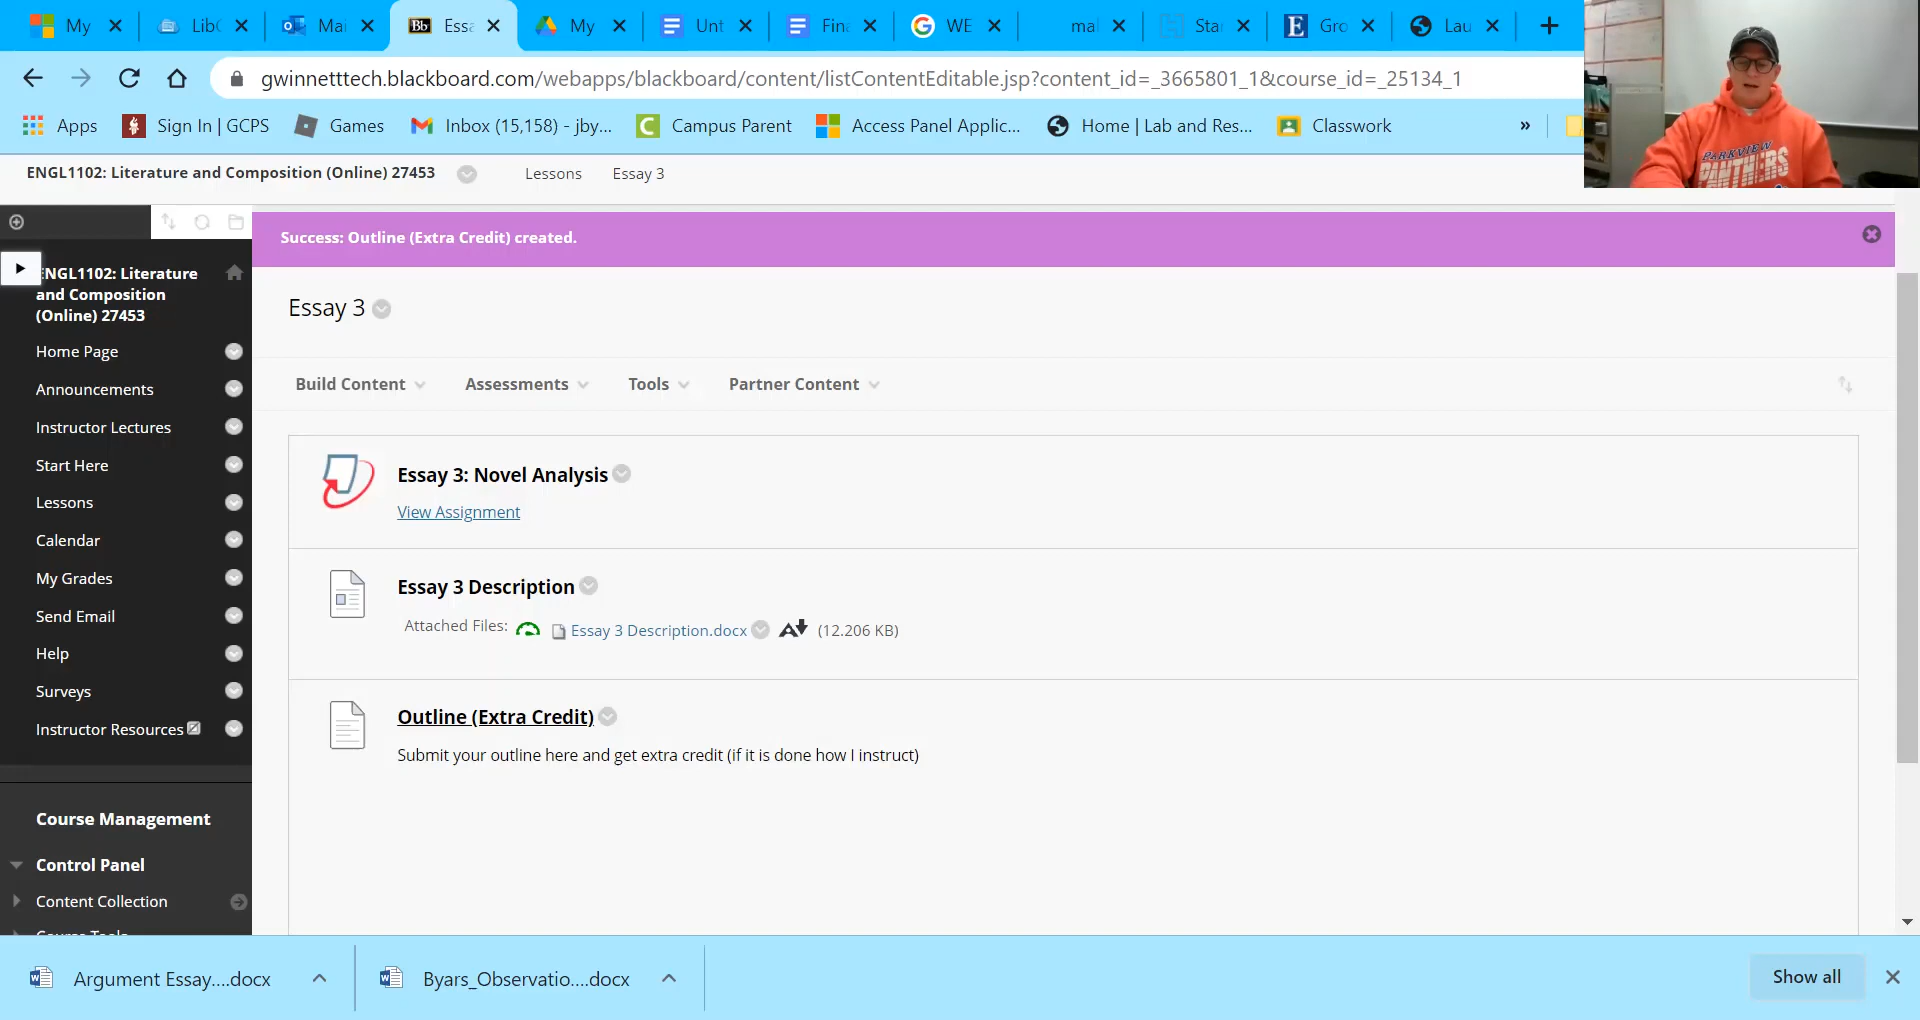 My
Lib
Mai
Bb
Ess
My
Unt
Fin
WE
mal
Sta
Gro
Lau
gwinnetttech.blackboard.com/webapps/blackboard/content/listContentEditable.jsp?content_id=_3665801_1&course_id=_25134_1
Apps
Sign In | GCPS
Games
Inbox (15,158) - jby...
Campus Parent
Access Panel Applic...
Home | Lab and Res...
Classwork
»
PARKVIEW
PANTHERS
ENGL1102: Literature and Composition (Online) 27453
Lessons
Essay 3
Success: Outline (Extra Credit) created.
ENGL1102: Literature
and Composition
(Online) 27453
Home Page
Announcements
Instructor Lectures
Start Here
Lessons
Calendar
My Grades
Send Email
Help
Surveys
Instructor Resources
Course Management
Control Panel
Content Collection
Course Tools
Essay 3
Build Content
Assessments
Tools
Partner Content
Essay 3: Novel Analysis
View Assignment
Essay 3 Description
Attached Files: Essay 3 Description.docx (12.206 KB)
Outline (Extra Credit)
Submit your outline here and get extra credit (if it is done how I instruct)
Argument Essay....docx
Byars_Observatio....docx
Show all